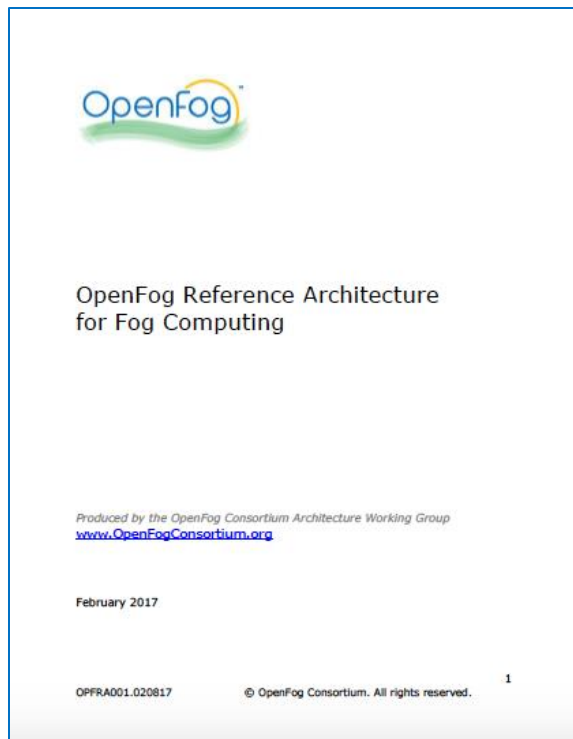 OpenFog™
OpenFog Reference Architecture
for Fog Computing
Produced by the OpenFog Consortium Architecture Working Group
www.OpenFogConsortium.org
February 2017
1
OPFRA001.020817 © OpenFog Consortium. All rights reserved.